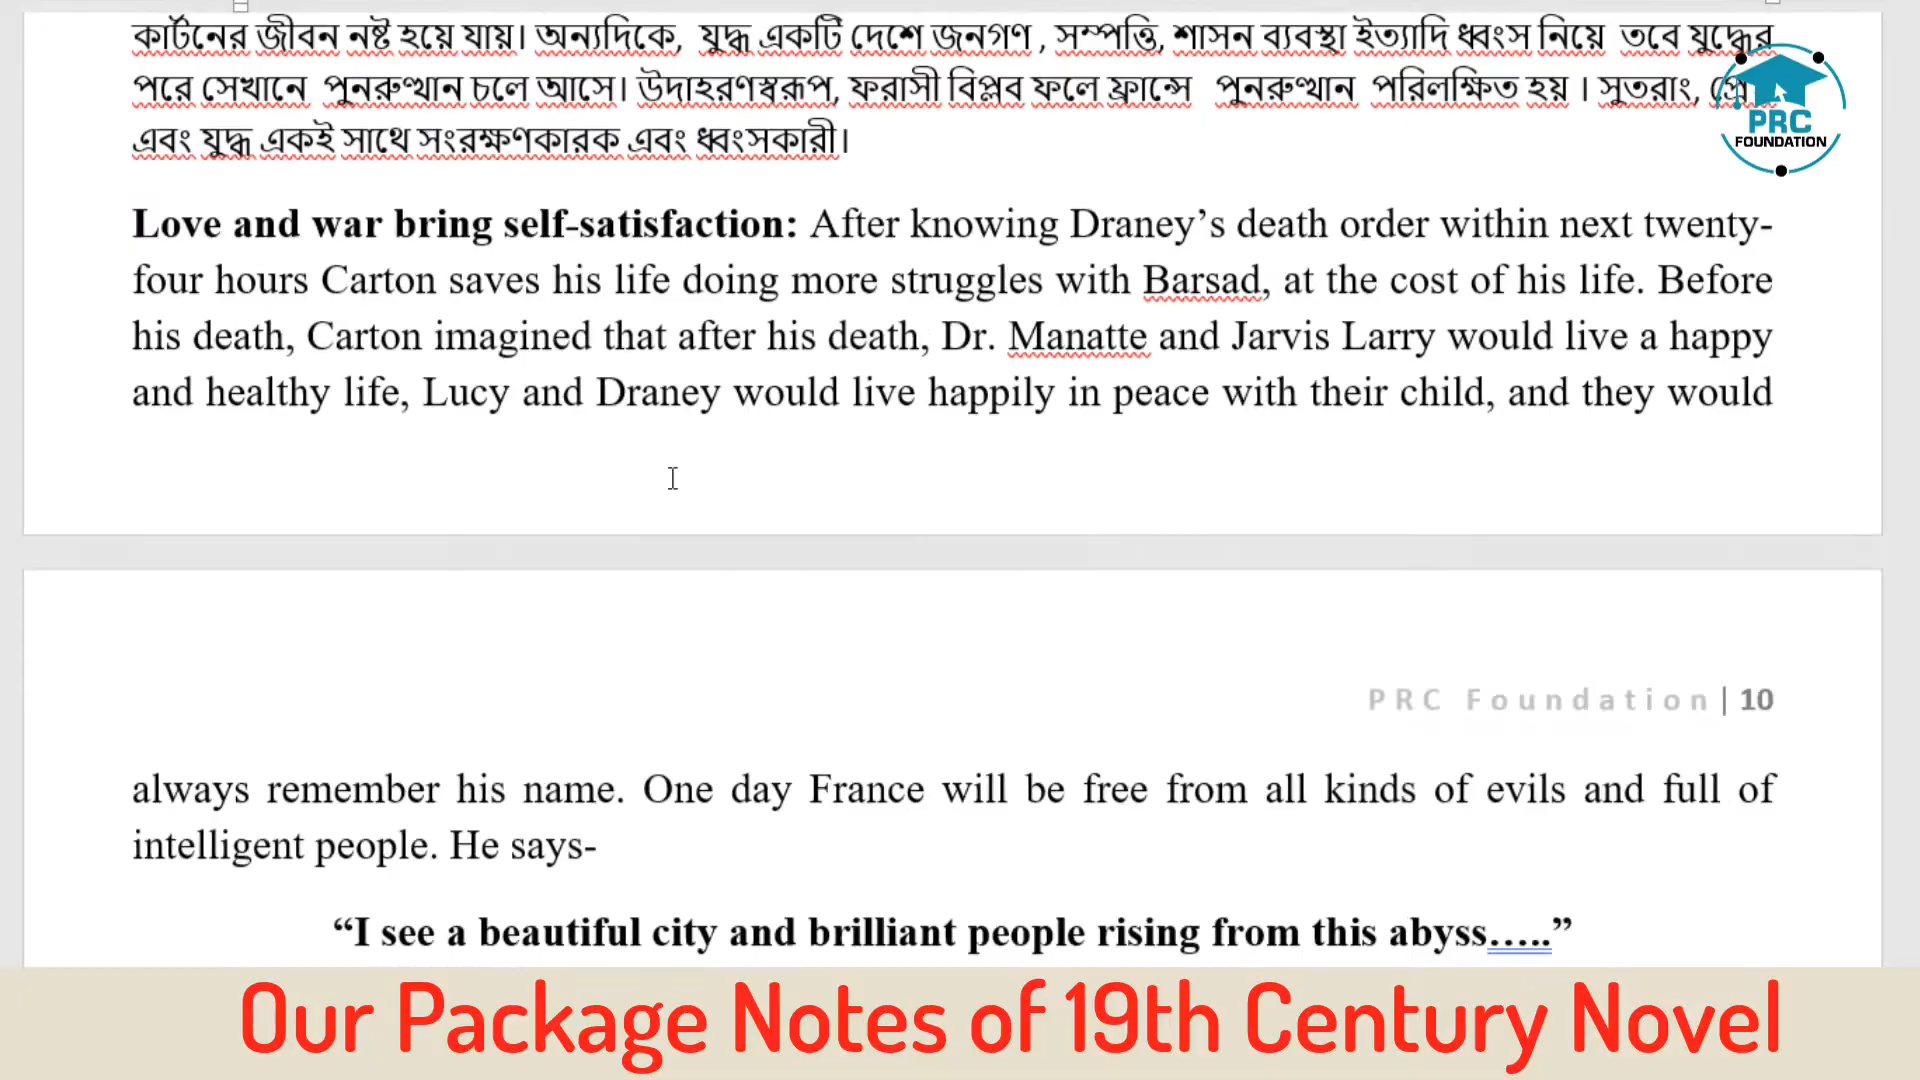 কার্টনের জীবন নষ্ট হয়ে যায়। অন্যদিকে, যুদ্ধ একটি দেশে জনগণ, সম্পত্তি, শাসন ব্যবস্থা ইত্যাদি ধ্বংস নিয়ে তবে যুদ্ধের
পরে সেখানে পুনরুত্থান চলে আসে। উদাহরণস্বরূপ, ফরাসী বিপ্লব ফলে ফ্রান্সে পুনরুত্থান পরিলক্ষিত হয়। সুতরাং,
PRC
FOUNDATION
এবং যুদ্ধ একই সাথে সংরক্ষণকারক এবং ধ্বংসকারী।
Love and war bring self-satisfaction: After knowing Draney’s death order within next twenty-
four hours Carton saves his life doing more struggles with Barsad, at the cost of his life. Before
his death, Carton imagined that after his death, Dr. Manatte and Jarvis Larry would live a happy
and healthy life, Lucy and Draney would live happily in peace with their child, and they would
PRC Foundation | 10
always remember his name. One day France will be free from all kinds of evils and full of
intelligent people. He says-
“I see a beautiful city and brilliant people rising from this abyss…..”
Our Package Notes of 19th Century Novel